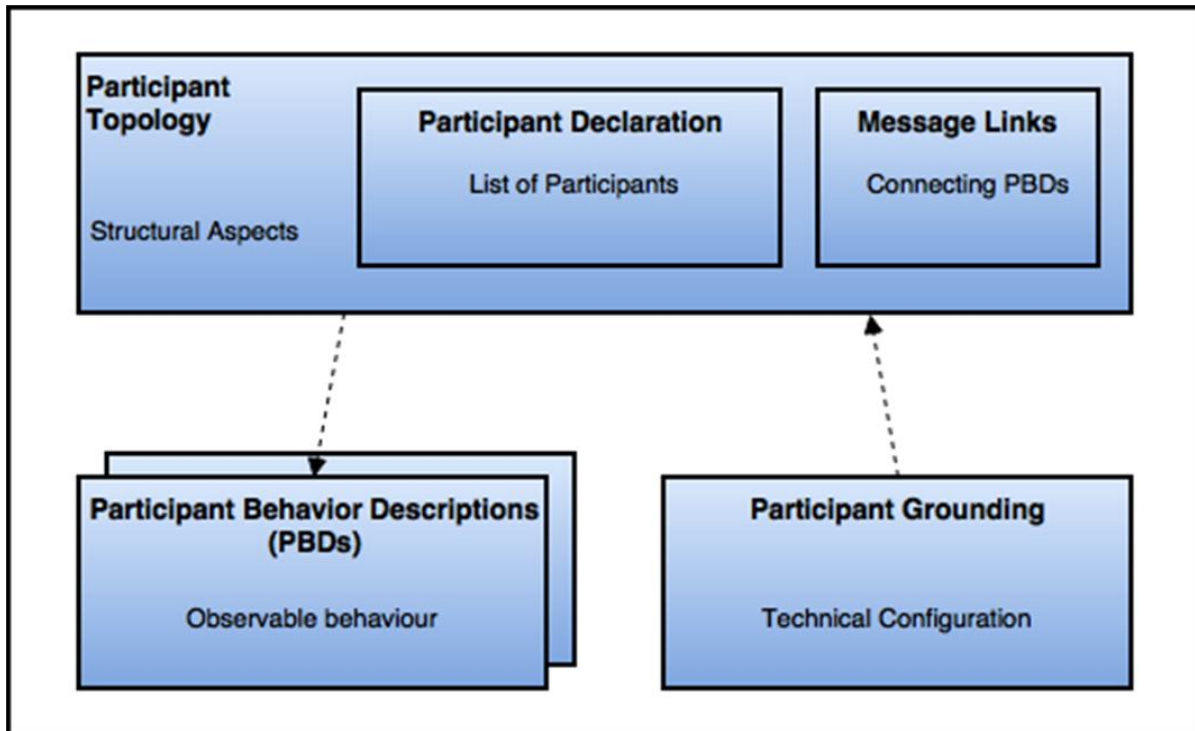 Participant
Topology
Structural Aspects
Participant Declaration
List of Participants
Message Links
Connecting PBDs
Participant Behavior Descriptions
(PBDs)
Observable behaviour
Participant Grounding
Technical Configuration